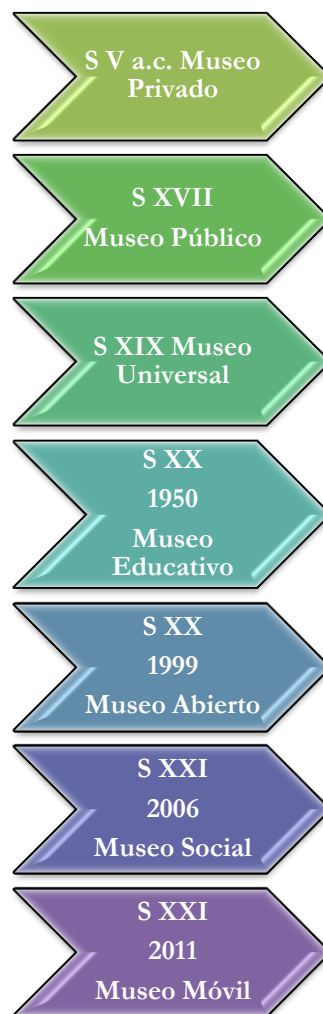 S V a.c. Museo
Privado
S XVII
Museo Público
S XIX Museo
Universal
S XX
1950
Museo
Educativo
S XX
1999
Museo Abierto
S XXI
2006
Museo Social
S XXI
2011
Museo Móvil